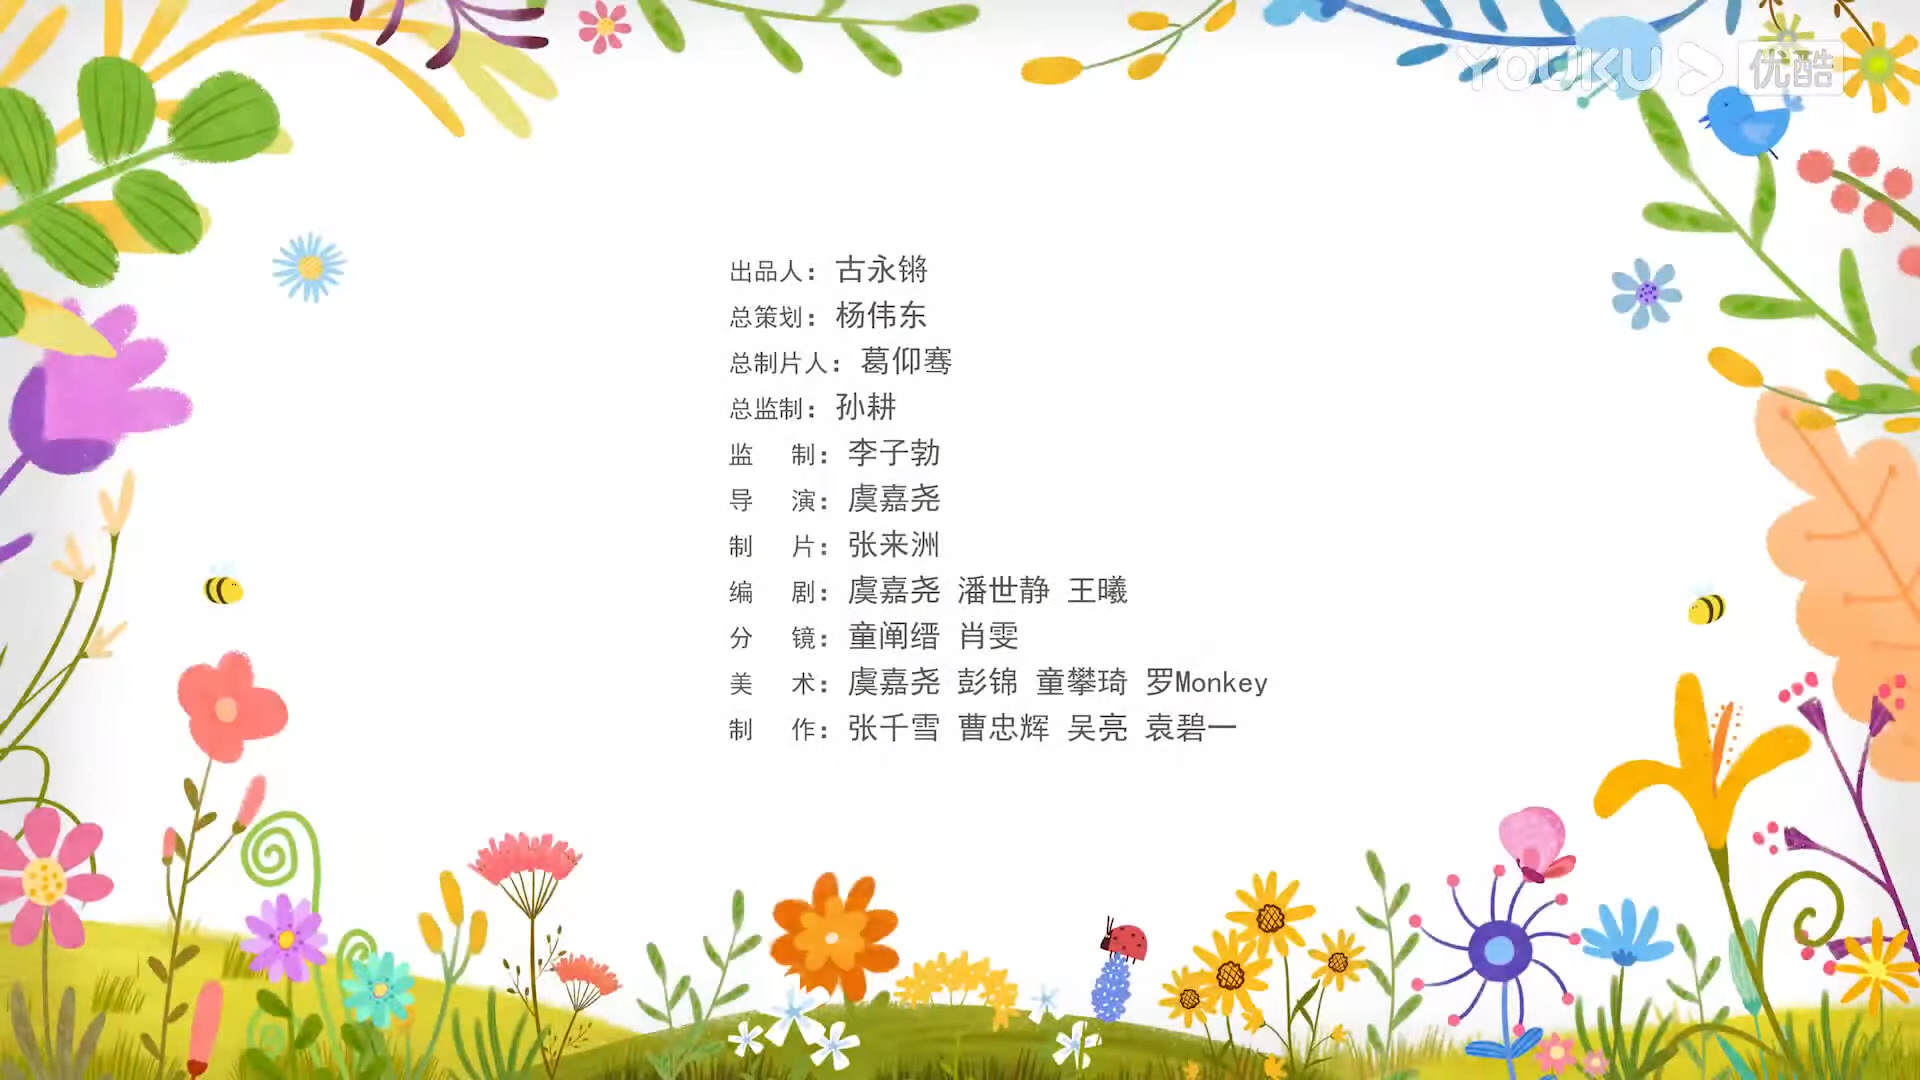 YOUKU 优酷
出品人：古永锵
总策划：杨伟东
总制片人：葛仰骞
总监制：孙耕
监 制：李子勃
导 演：虞嘉尧
制 片：张来洲
编 剧：虞嘉尧 潘世静 王曦
分 镜：童阐缙 肖雯
美 术：虞嘉尧 彭锦 童攀琦 罗Monkey
制 作：张千雪 曹忠辉 吴亮 袁碧一